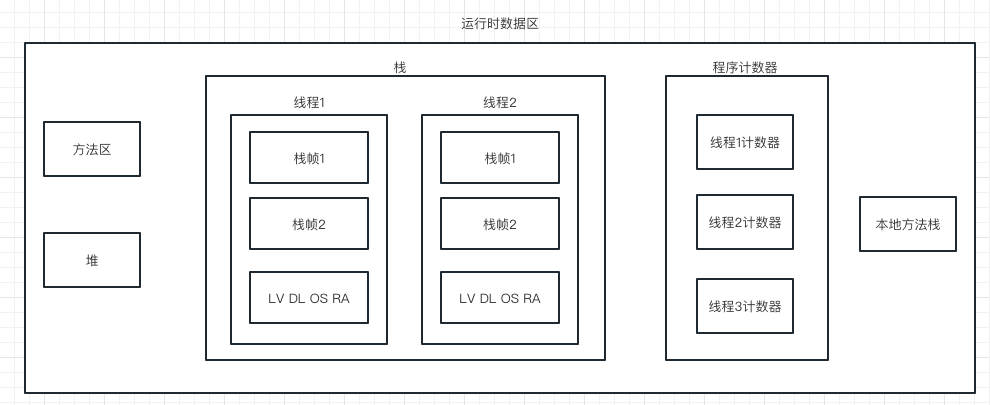 运行时数据区
栈
程序计数器
线程1
线程2
方法区
堆
栈帧1
栈帧2
LV DL OS RA
栈帧1
栈帧2
LV DL OS RA
线程1计数器
线程2计数器
线程3计数器
本地方法栈